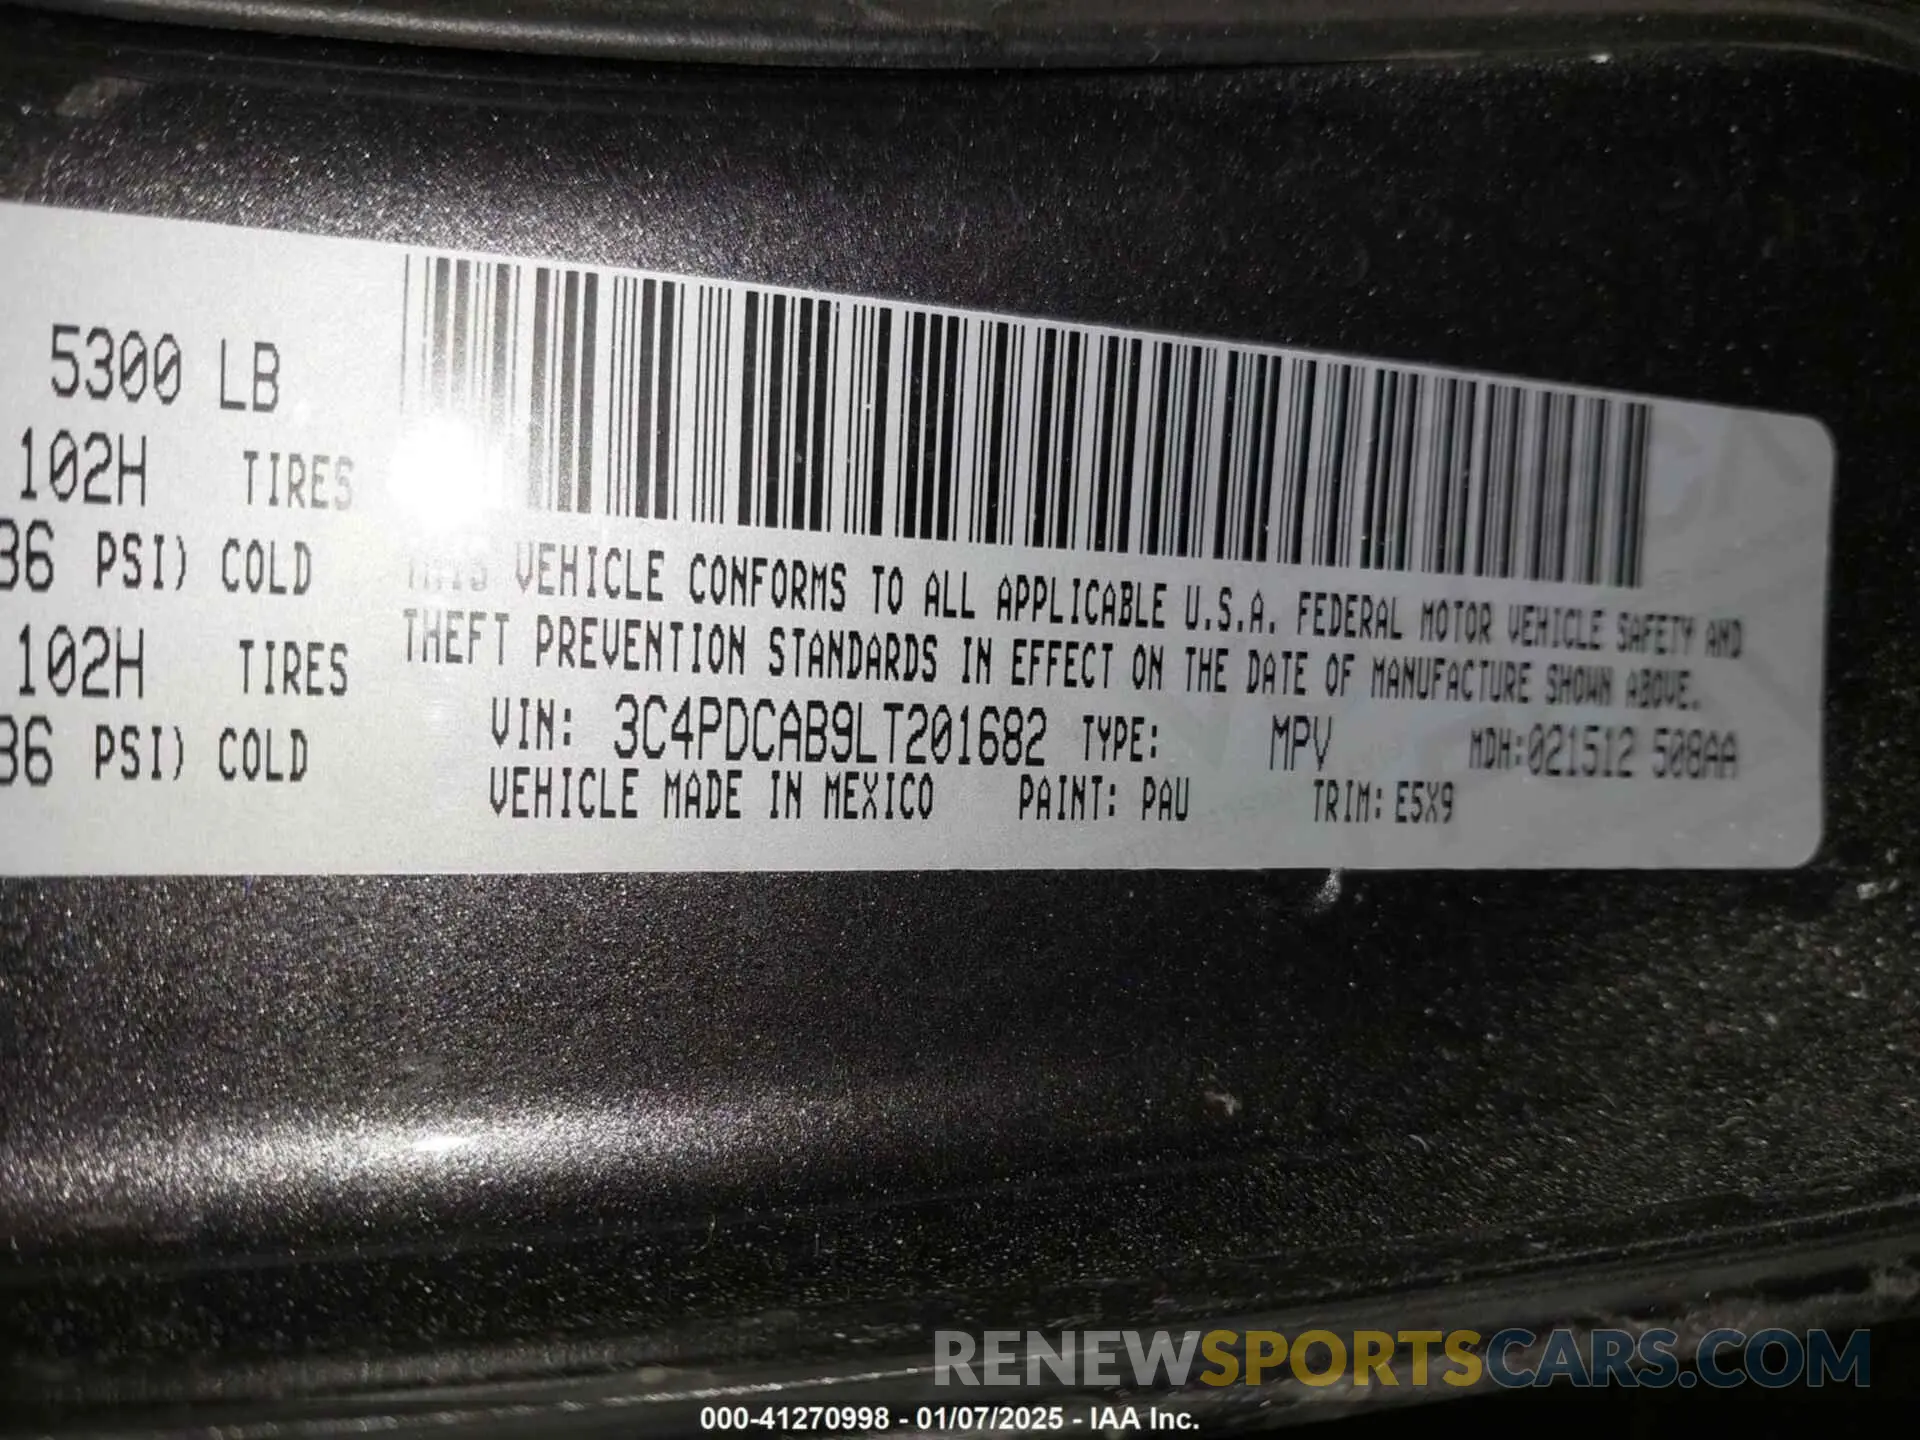 5300 LB
102H TIRES
36 PSI) COLD
102H TIRES
36 PSI) COLD
THIS VEHICLE CONFORMS TO ALL APPLICABLE U.S.A. FEDERAL MOTOR VEHICLE SAFETY AND
THEFT PREVENTION STANDARDS IN EFFECT ON THE DATE OF MANUFACTURE SHOWN ABOVE.
VIN: 3C4PDCAB9LT201682 TYPE: MPV MDH:021512 508AA
VEHICLE MADE IN MEXICO PAINT: PAU TRIM: E5X9
RENEWSPORTSCARS.COM
000-41270998 - 01/07/2025 - IAA Inc.